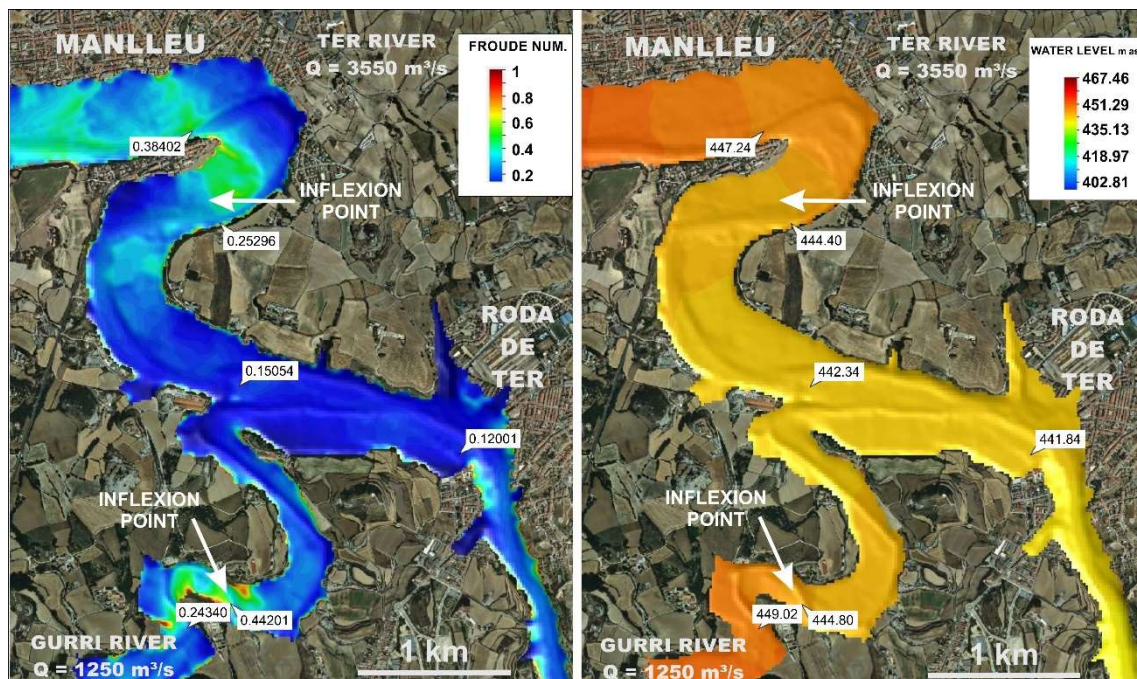 MANLLEU
TER RIVER
Q = 3550 m³/s
FROUDE NUM.
1
0.8
0.6
0.4
0.2
0.38402
INFLEXION
POINT
0.25296
RODA
DE
TER
0.15054
0.12001
INFLEXION
POINT
0.24340
0.44201
GURRI RIVER
Q = 1250 m³/s
1 km
MANLLEU
TER RIVER
Q = 3550 m³/s
WATER LEVEL m as
467.46
451.29
435.13
418.97
402.81
447.24
INFLEXION
POINT
444.40
RODA
DE
TER
442.34
441.84
INFLEXION
POINT
449.02
444.80
GURRI RIVER
Q = 1250 m³/s
1 km